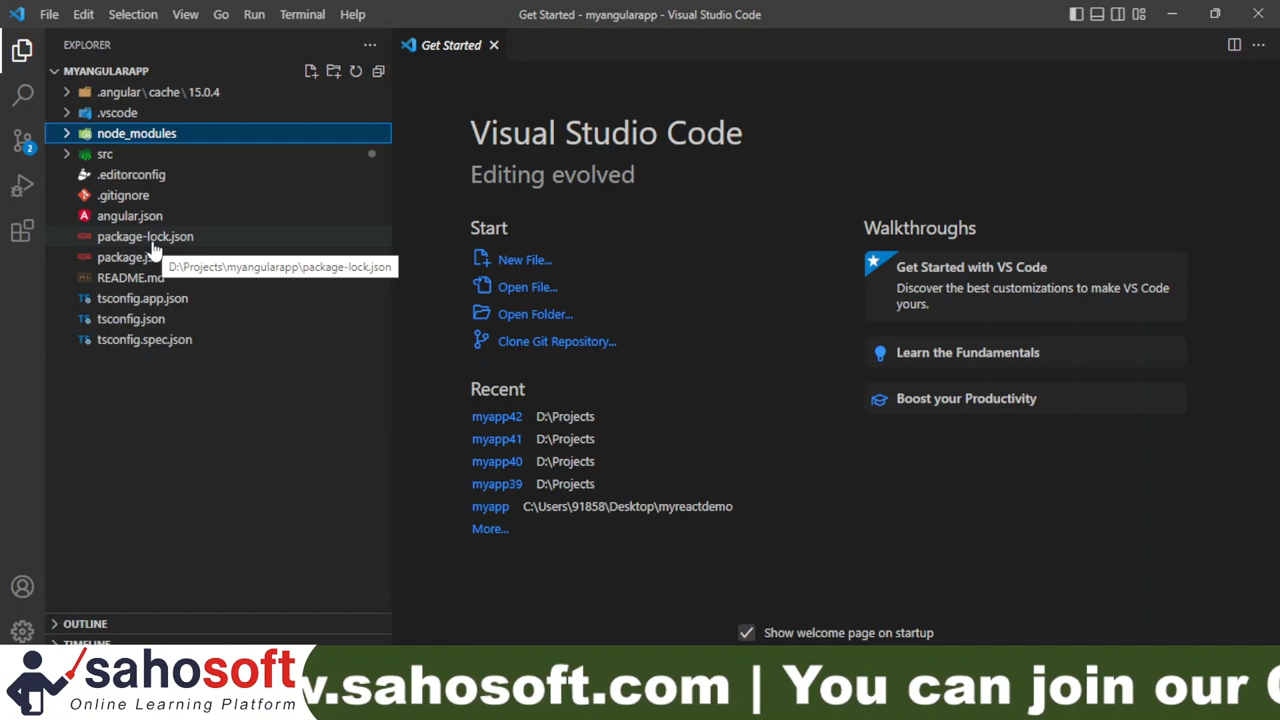 File Edit Selection View Go Run Terminal Help
Get Started - myangularapp - Visual Studio Code
EXPLORER
MYANGULARAPP
.angular \ cache \ 15.0.4
.vscode
node_modules
src
.editorconfig
.gitignore
angular.json
package-lock.json
package.js
D:\Projects\myangularapp\package-lock.json
README.md
tsconfig.app.json
tsconfig.json
tsconfig.spec.json
2
OUTLINE
TIMELINE
Get Started
Visual Studio Code
Editing evolved
Start
New File...
Open File...
Open Folder...
Clone Git Repository...
Recent
myapp42 D:\Projects
myapp41 D:\Projects
myapp40 D:\Projects
myapp39 D:\Projects
myapp C:\Users\91858\Desktop\myreactdemo
More...
Walkthroughs
Get Started with VS Code
Discover the best customizations to make VS Code
yours.
Learn the Fundamentals
Boost your Productivity
Show welcome page on startup
sahosoft
Online Learning Platform
w.sahosoft.com | You can join our